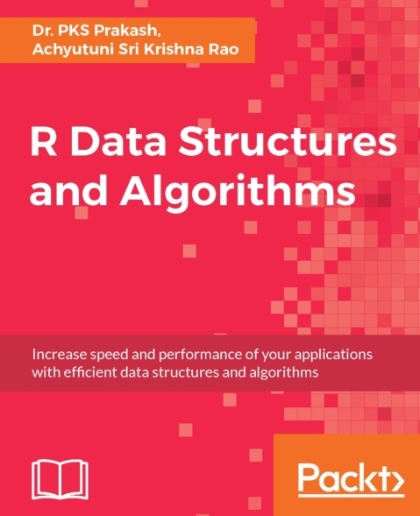 Dr. PKS Prakash,
Achyutuni Sri Krishna Rao
R Data Structures
and Algorithms
Increase speed and performance of your applications
with efficient data structures and algorithms
Packt>